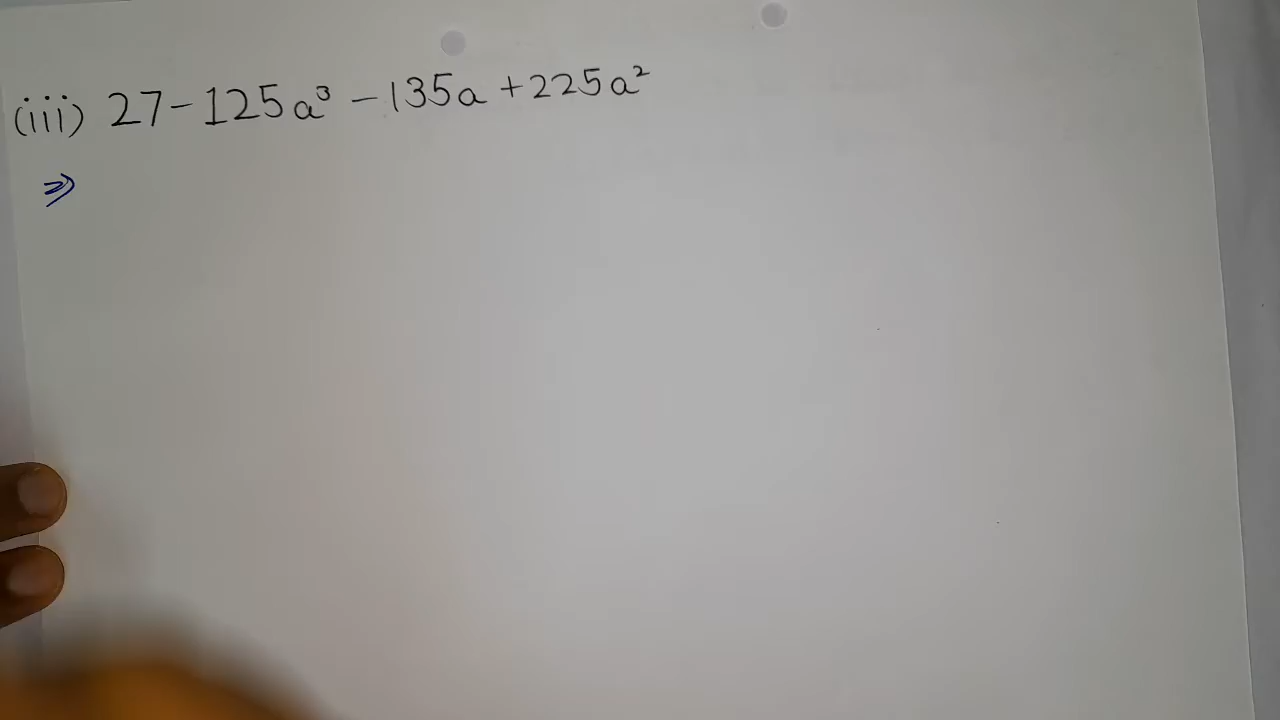 (iii) 27 - 125a³ - 135a + 225a²
⇒